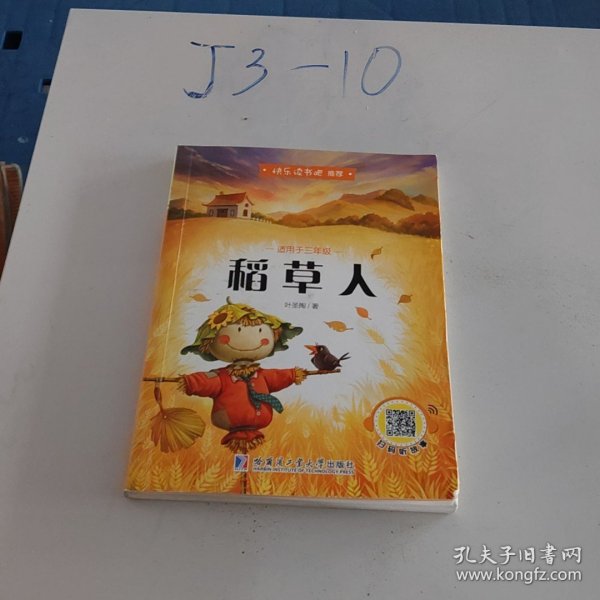 J3-10
快乐读书吧 推荐
适用于三年级
稻草人
叶圣陶/著
扫码听故事
哈尔滨工业大学出版社
HARBIN INSTITUTE OF TECHNOLOGY PRESS
孔夫子旧书网
www.kongfz.com